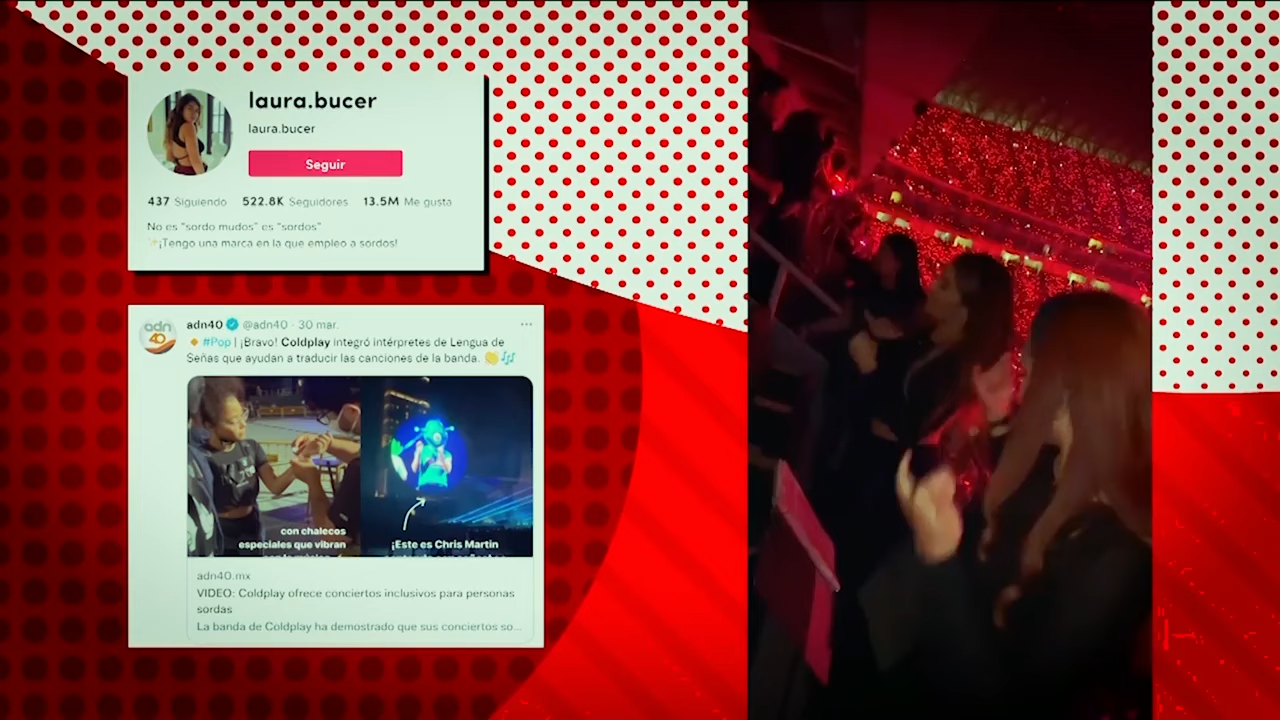 laura.bucer
laura.bucer
Seguir
437 Siguiendo 522.8K Seguidores 13.5M Me gusta
No es "sordo mudos" es "sordos"
✨¡Tengo una marca en la que empleo a sordos!
adn40 @adn40 · 30 mar.
🔸 #Pop | ¡Bravo! Coldplay integró intérpretes de Lengua de
Señas que ayudan a traducir las canciones de la banda. 👏🎶
con chalecos
especiales que vibran
¡Este es Chris Martin
adn40.mx
VIDEO: Coldplay ofrece conciertos inclusivos para personas
sordas
La banda de Coldplay ha demostrado que sus conciertos so...
adn
40